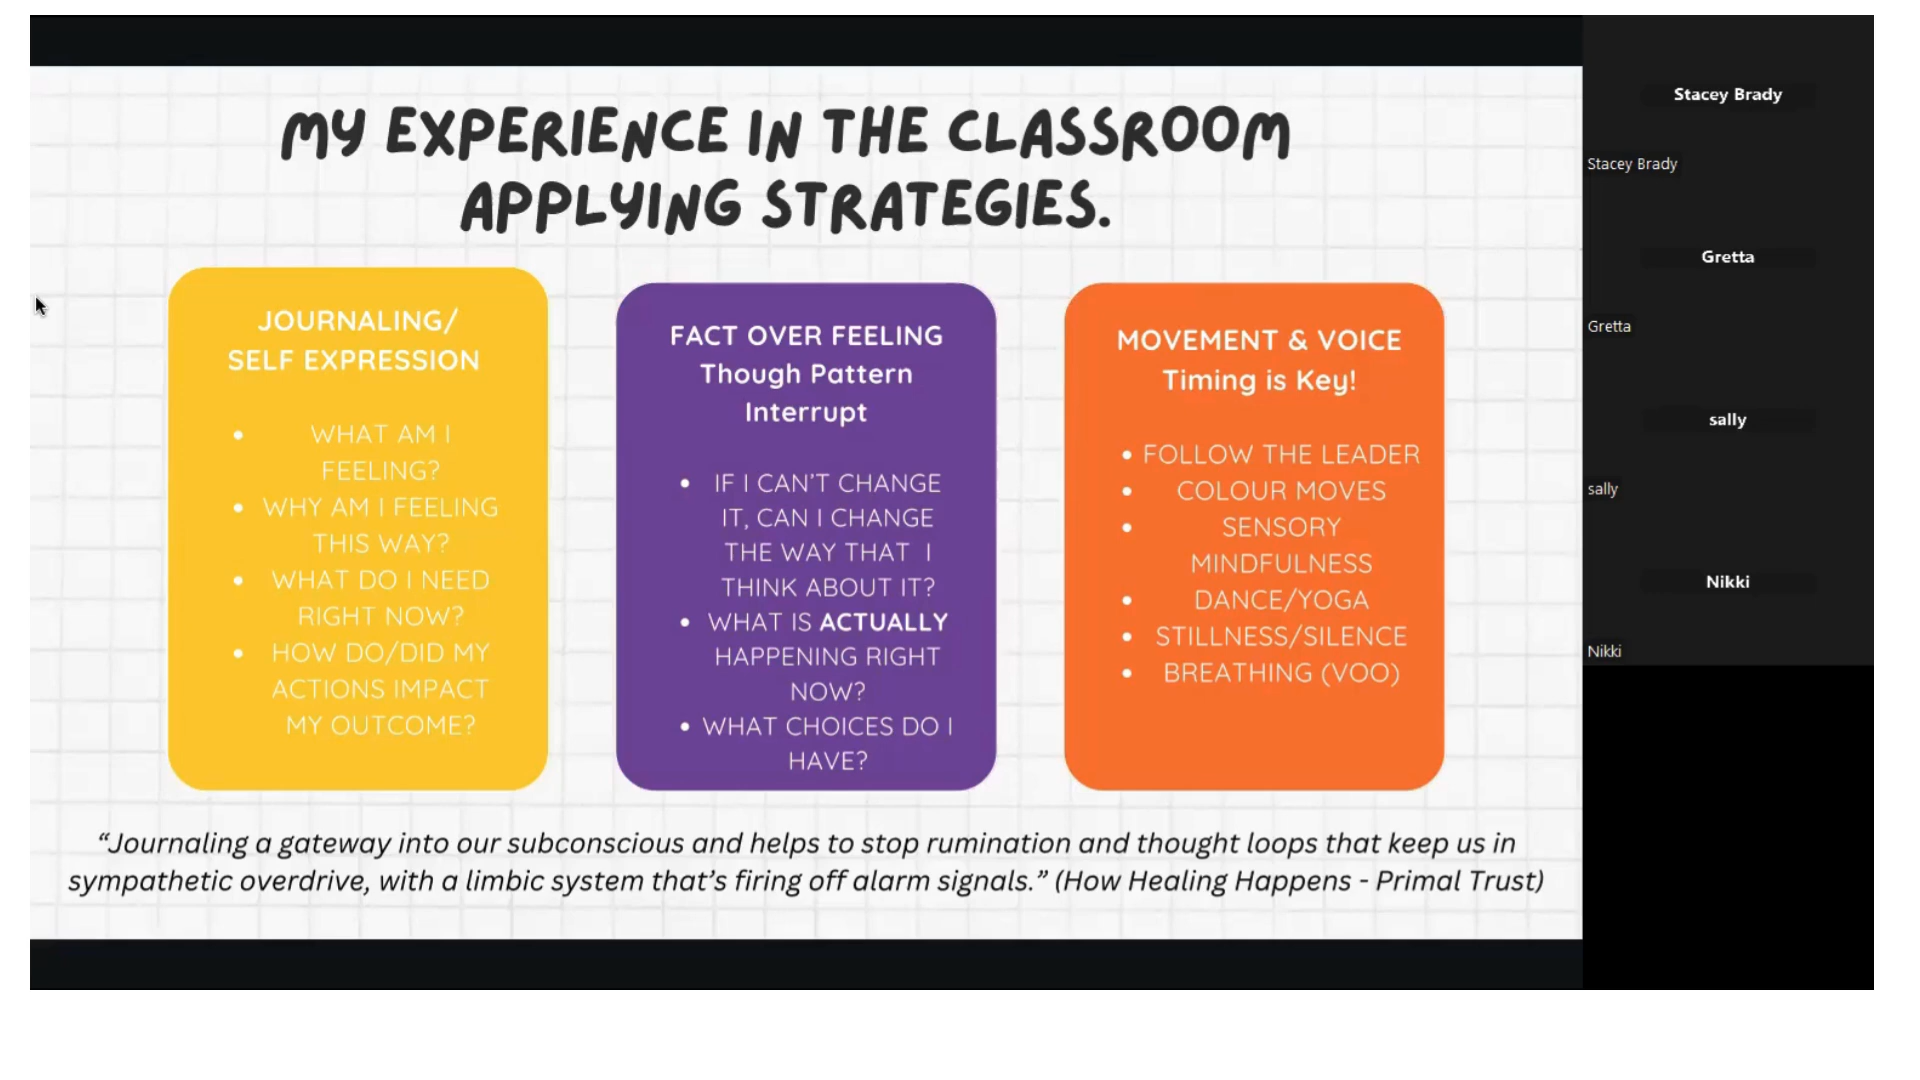 MY EXPERIENCE IN THE CLASSROOM
APPLYING STRATEGIES.
JOURNALING/
SELF EXPRESSION
• WHAT AM I
FEELING?
• WHY AM I FEELING
THIS WAY?
• WHAT DO I NEED
RIGHT NOW?
• HOW DO/DID MY
ACTIONS IMPACT
MY OUTCOME?
FACT OVER FEELING
Though Pattern
Interrupt
• IF I CAN'T CHANGE
IT, CAN I CHANGE
THE WAY THAT I
THINK ABOUT IT?
• WHAT IS ACTUALLY
HAPPENING RIGHT
NOW?
• WHAT CHOICES DO I
HAVE?
MOVEMENT & VOICE
Timing is Key!
• FOLLOW THE LEADER
• COLOUR MOVES
• SENSORY
MINDFULNESS
• DANCE/YOGA
• STILLNESS/SILENCE
• BREATHING (VOO)
“Journaling a gateway into our subconscious and helps to stop rumination and thought loops that keep us in
sympathetic overdrive, with a limbic system that’s firing off alarm signals.” (How Healing Happens - Primal Trust)
Stacey Brady
Stacey Brady
Gretta
Gretta
sally
sally
Nikki
Nikki